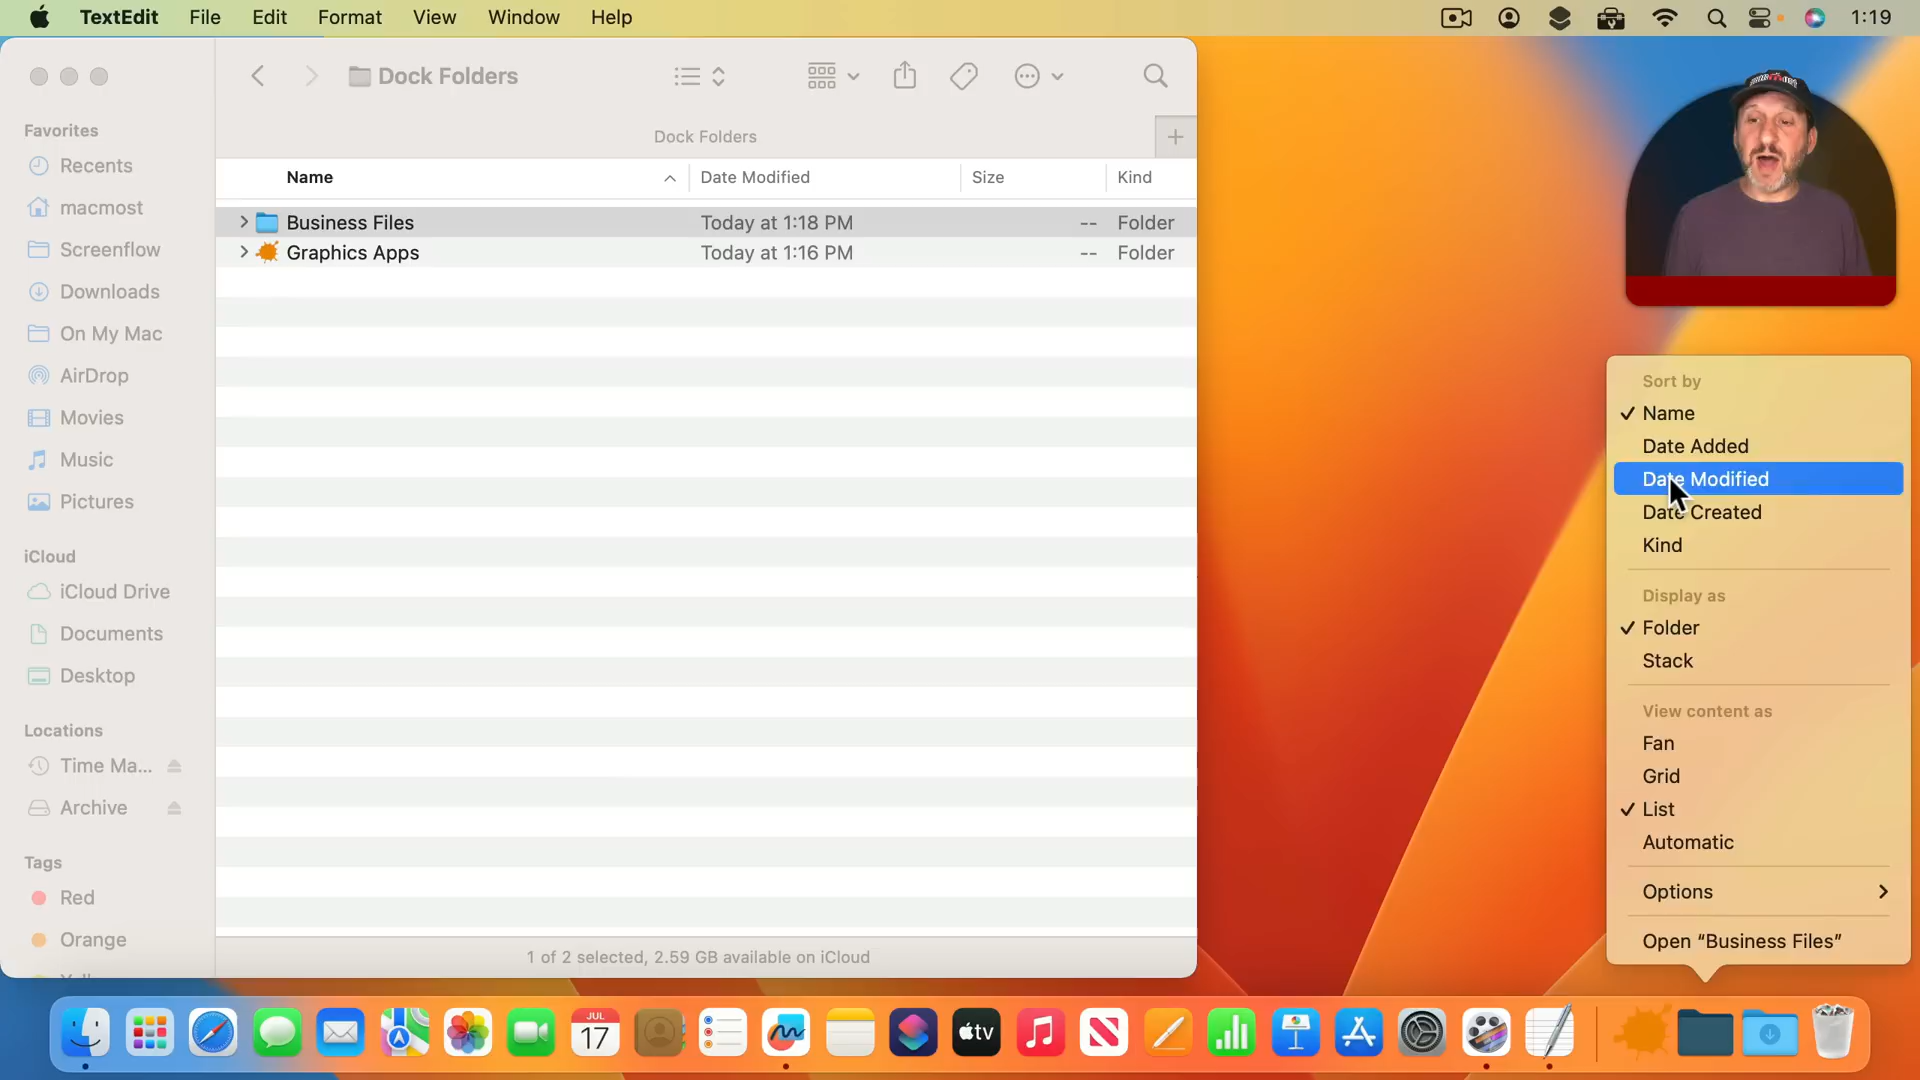 TextEdit File Edit Format View Window Help 1:19
Dock Folders
Dock Folders
Name Date Modified Size Kind
Business Files Today at 1:18 PM -- Folder
Graphics Apps Today at 1:16 PM -- Folder
1 of 2 selected, 2.59 GB available on iCloud
Favorites
Recents
macmost
Screenflow
Downloads
On My Mac
AirDrop
Movies
Music
Pictures
iCloud
iCloud Drive
Documents
Desktop
Locations
Time Ma...
Archive
Tags
Red
Orange
Sort by
Name
Date Added
Date Modified
Date Created
Kind
Display as
Folder
Stack
View content as
Fan
Grid
List
Automatic
Options
Open “Business Files”
JUL
17
tv